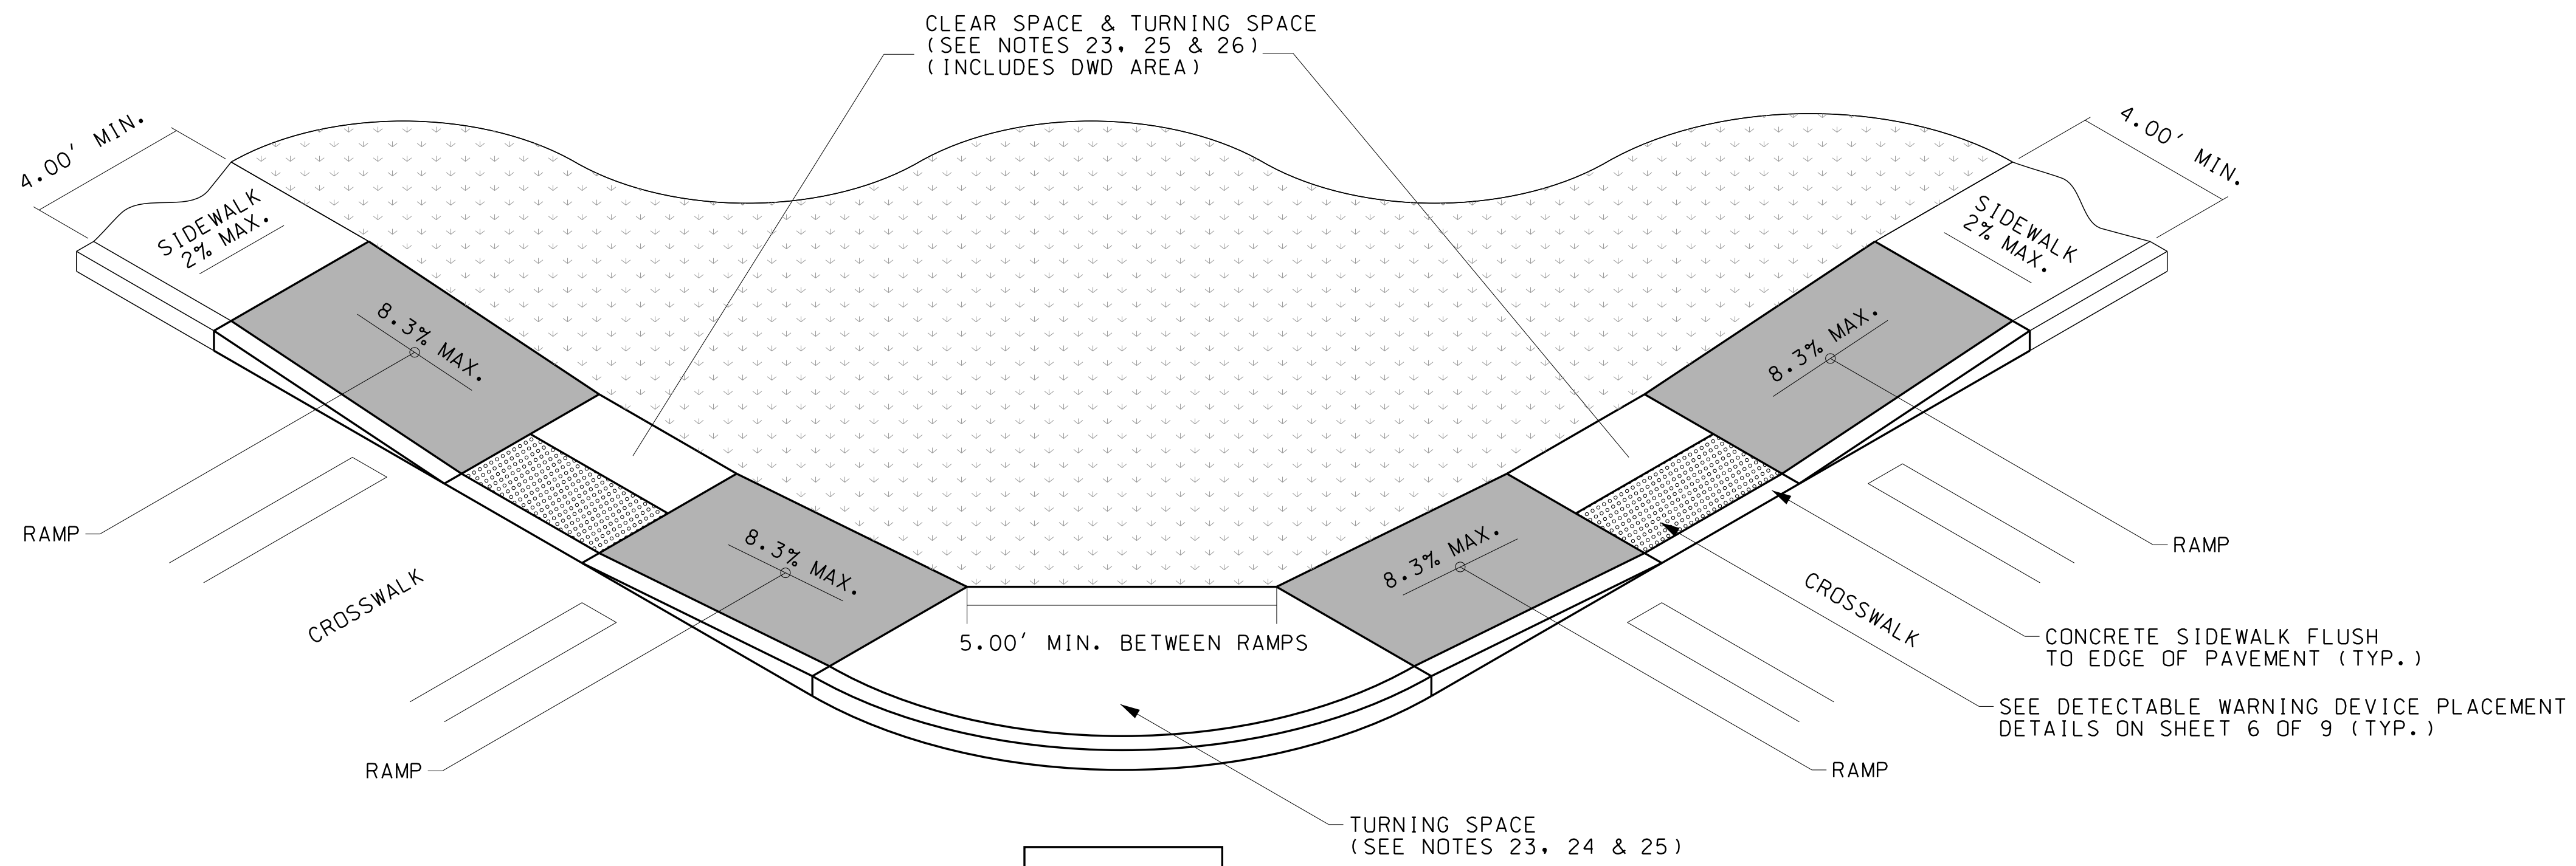 CLEAR SPACE & TURNING SPACE
(SEE NOTES 23, 25 & 26)
(INCLUDES DWD AREA)
4.00' MIN.
4.00' MIN.
SIDEWALK
2% MAX.
SIDEWALK
2% MAX.
8.3% MAX.
8.3% MAX.
8.3% MAX.
8.3% MAX.
RAMP
RAMP
CROSSWALK
CROSSWALK
5.00' MIN. BETWEEN RAMPS
CONCRETE SIDEWALK FLUSH
TO EDGE OF PAVEMENT (TYP.)
SEE DETECTABLE WARNING DEVICE PLACEMENT
DETAILS ON SHEET 6 OF 9 (TYP.)
RAMP
RAMP
TURNING SPACE
(SEE NOTES 23, 24 & 25)